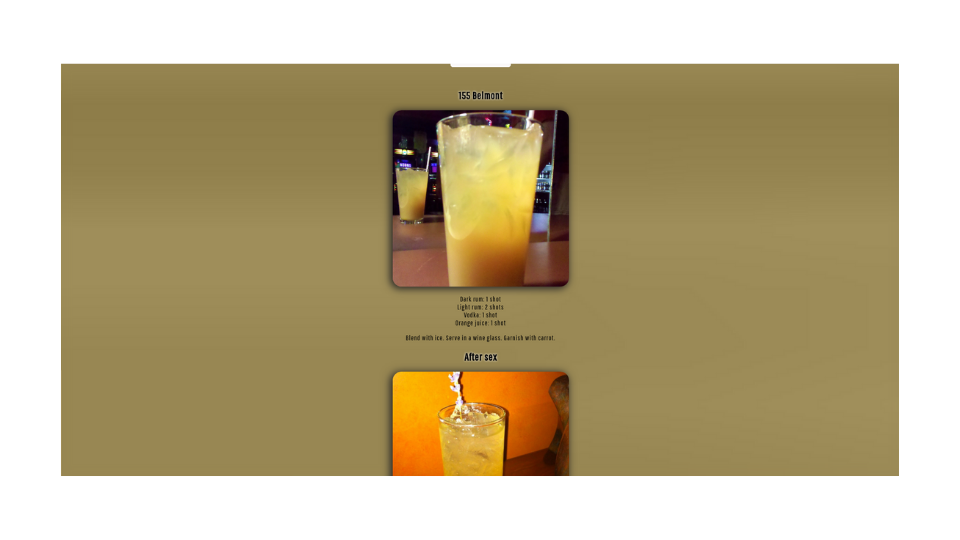 155 Belmont
Dark rum: 1 shot
Light rum: 2 shots
Vodka: 1 shot
Orange juice: 1 shot
Blend with ice. Serve in a wine glass. Garnish with carrot.
After sex